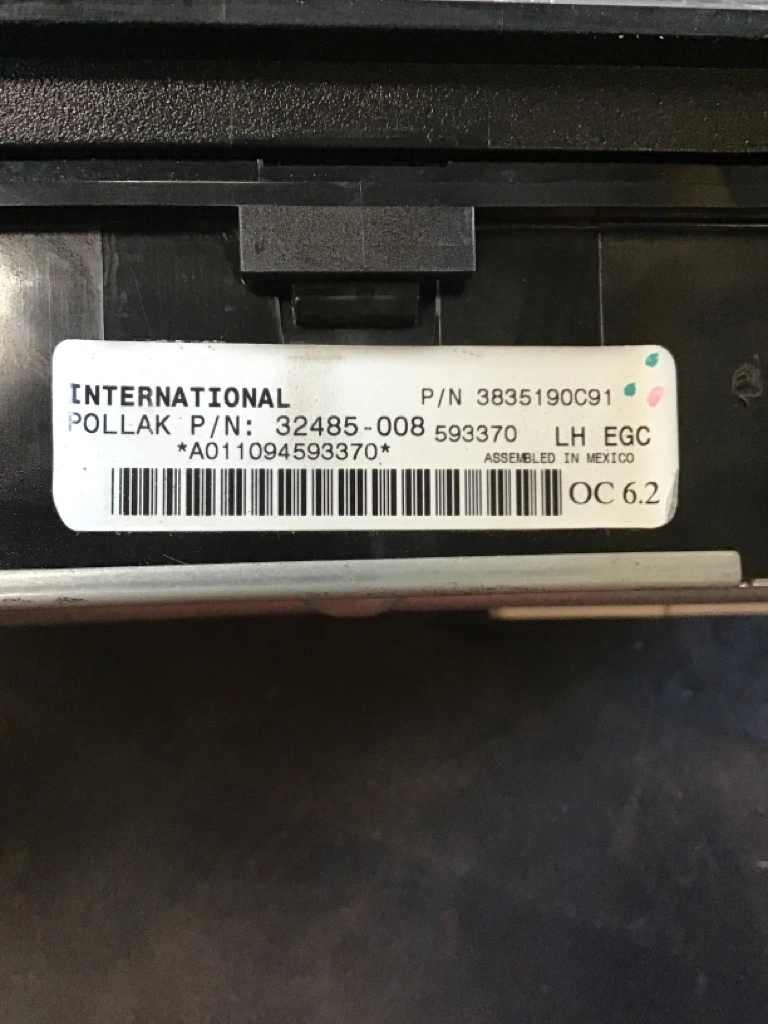 INTERNATIONAL P/N 3835190C91
POLLAK P/N: 32485-008 593370 LH EGC
*A011094593370* ASSEMBLED IN MEXICO
OC 6.2